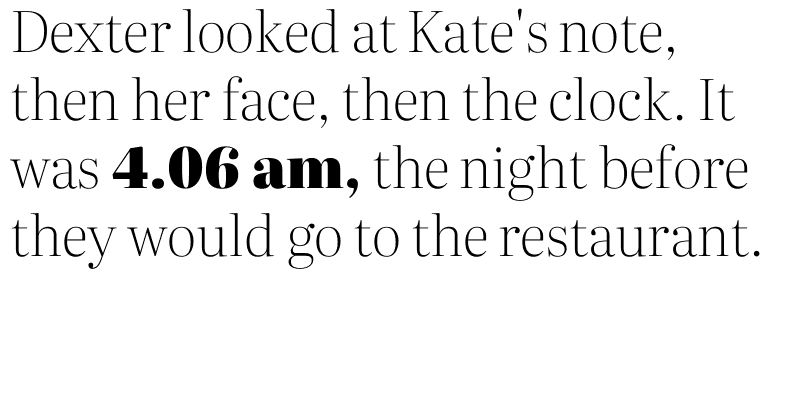 Dexter looked at Kate's note,
then her face, then the clock. It
was 4.06 am, the night before
they would go to the restaurant.